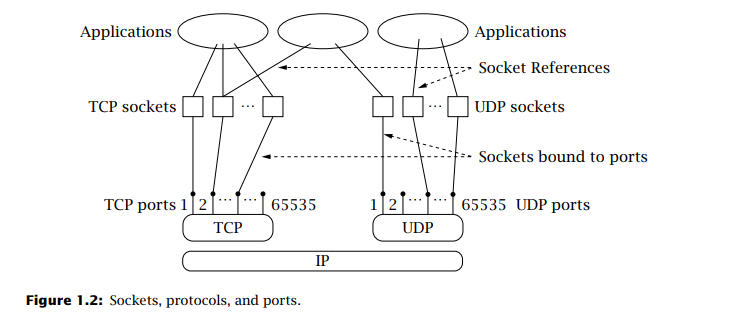 Applications Applications
Socket References
TCP sockets ... ... UDP sockets
Sockets bound to ports
TCP ports 1 2 ... ... 65535 1 2 ... ... 65535 UDP ports
TCP UDP
IP
Figure 1.2: Sockets, protocols, and ports.